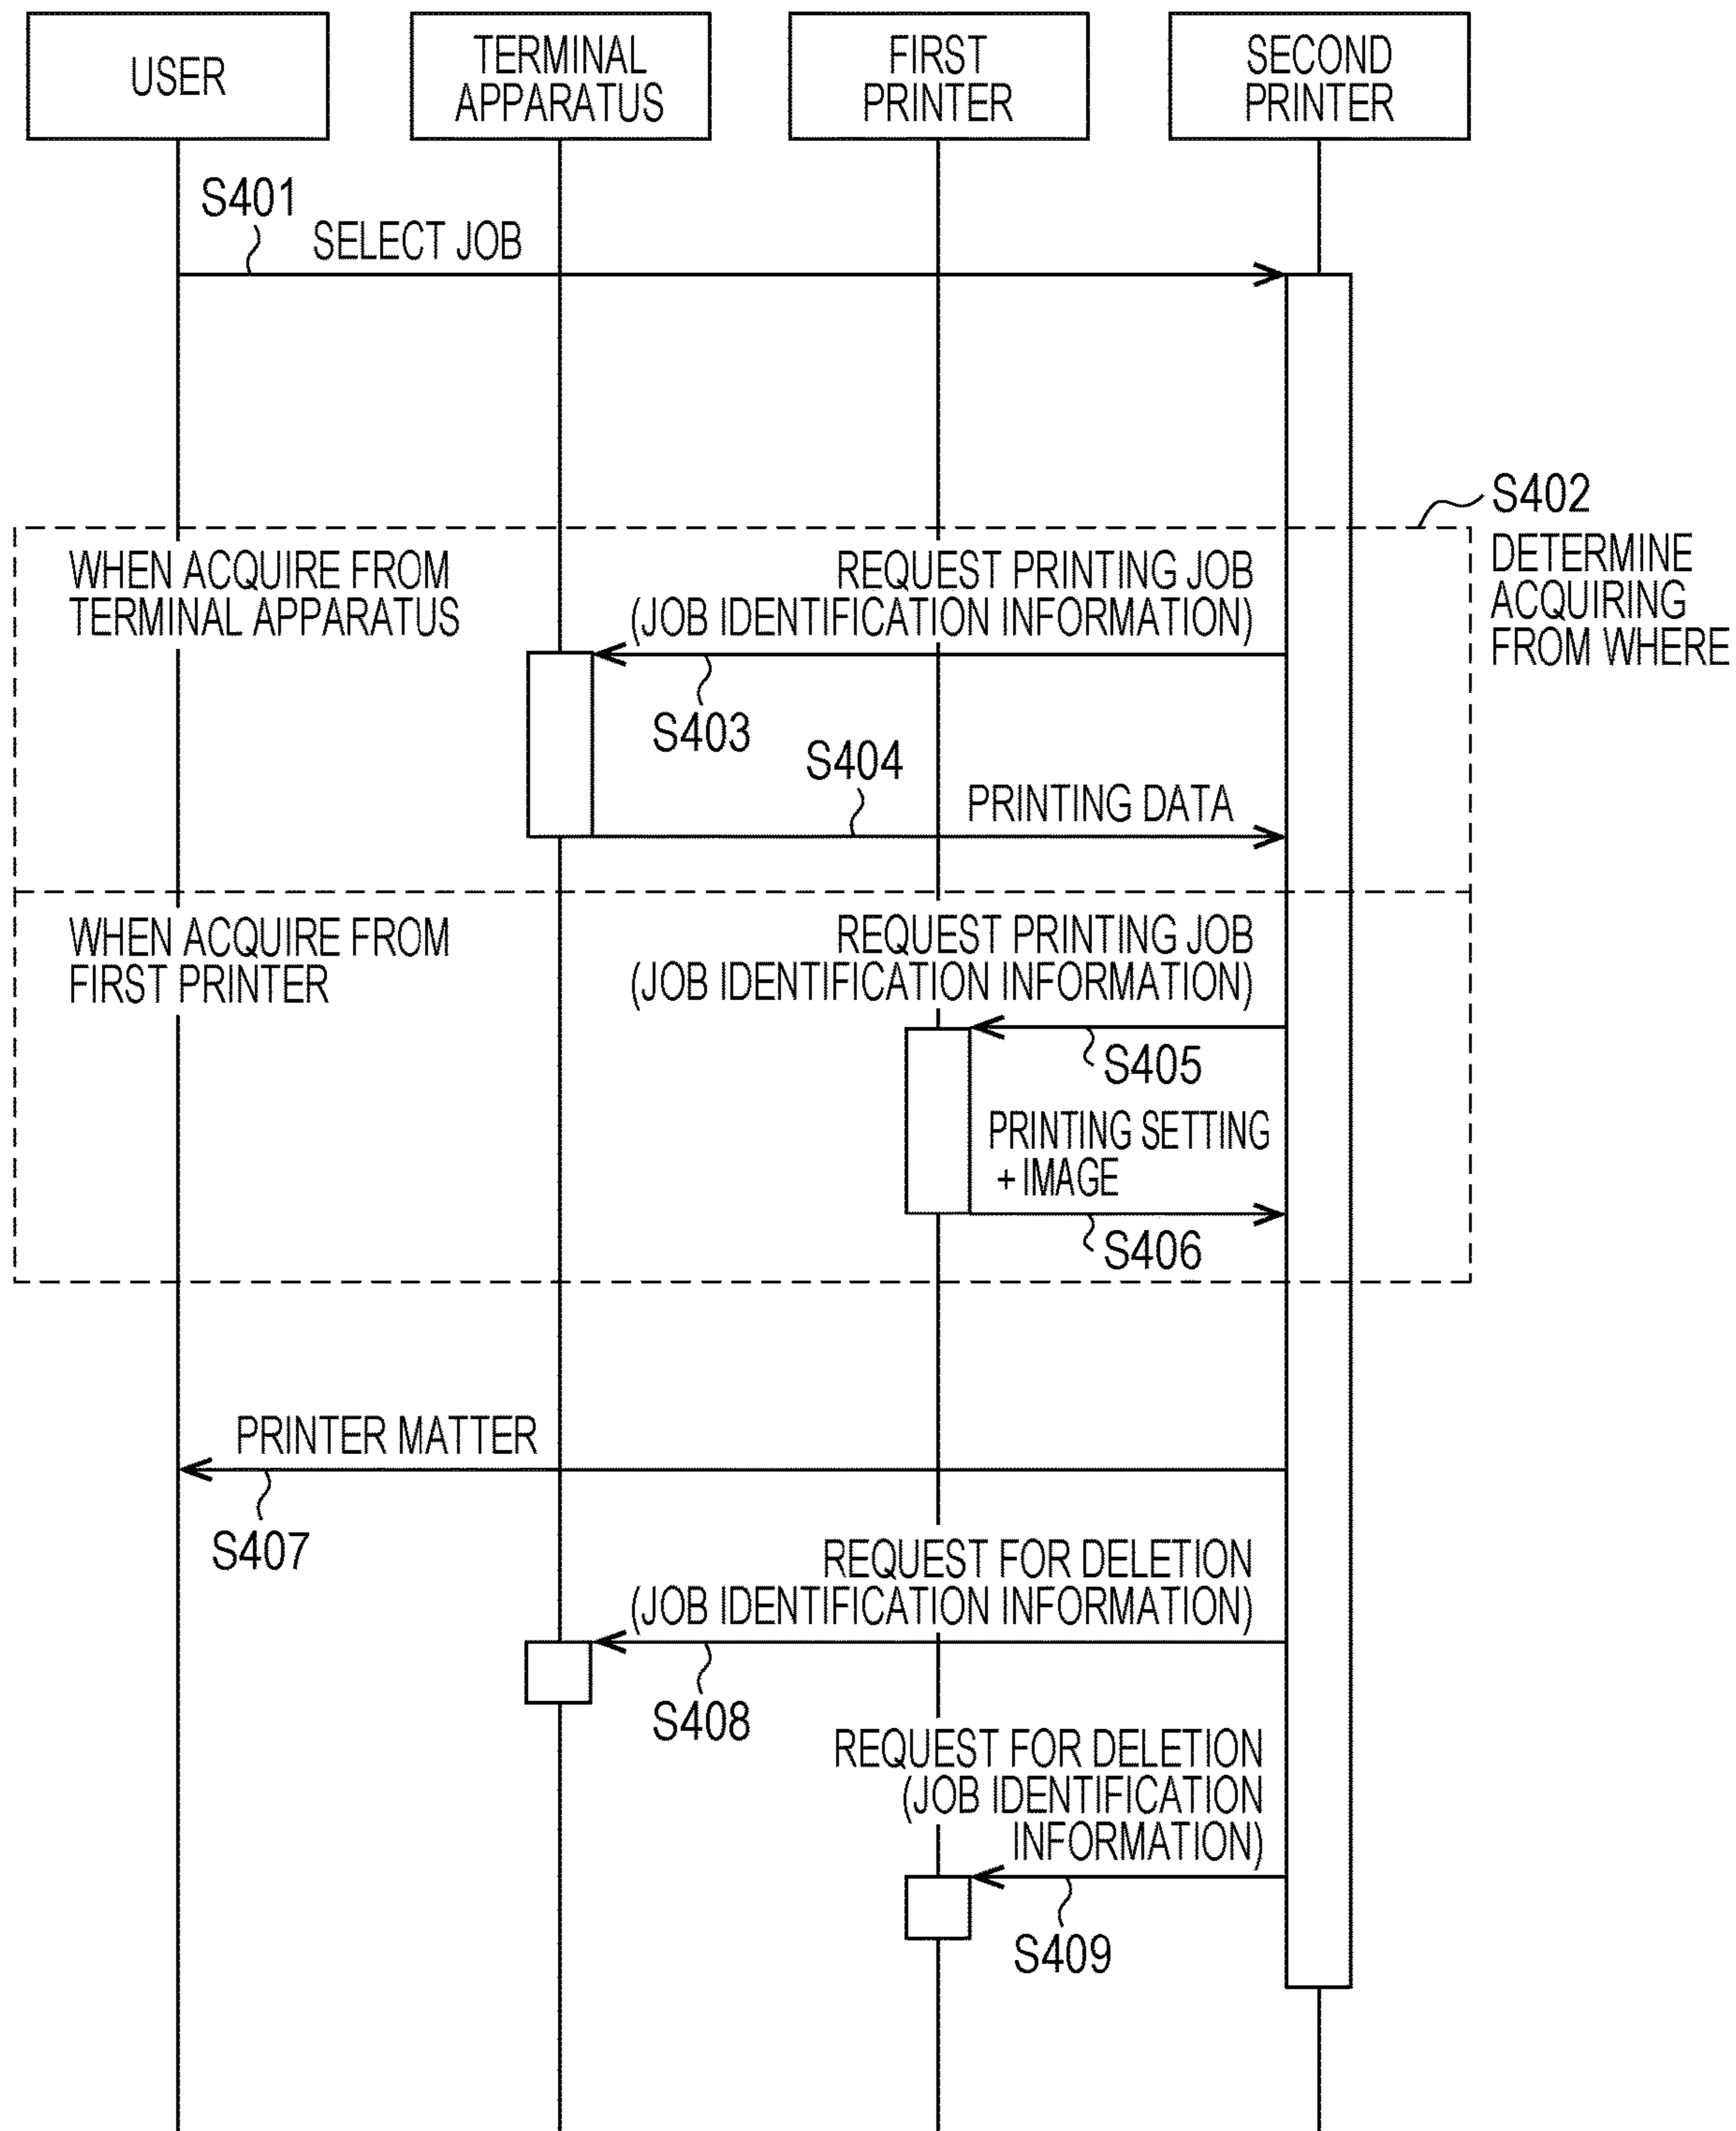 USER
TERMINAL
APPARATUS
FIRST
PRINTER
SECOND
PRINTER
S401
SELECT JOB
S402
DETERMINE
ACQUIRING
FROM WHERE
WHEN ACQUIRE FROM
TERMINAL APPARATUS
REQUEST PRINTING JOB
(JOB IDENTIFICATION INFORMATION)
S403
S404
PRINTING DATA
WHEN ACQUIRE FROM
FIRST PRINTER
REQUEST PRINTING JOB
(JOB IDENTIFICATION INFORMATION)
S405
PRINTING SETTING
+ IMAGE
S406
PRINTER MATTER
S407
REQUEST FOR DELETION
(JOB IDENTIFICATION INFORMATION)
S408
REQUEST FOR DELETION
(JOB IDENTIFICATION
INFORMATION)
S409